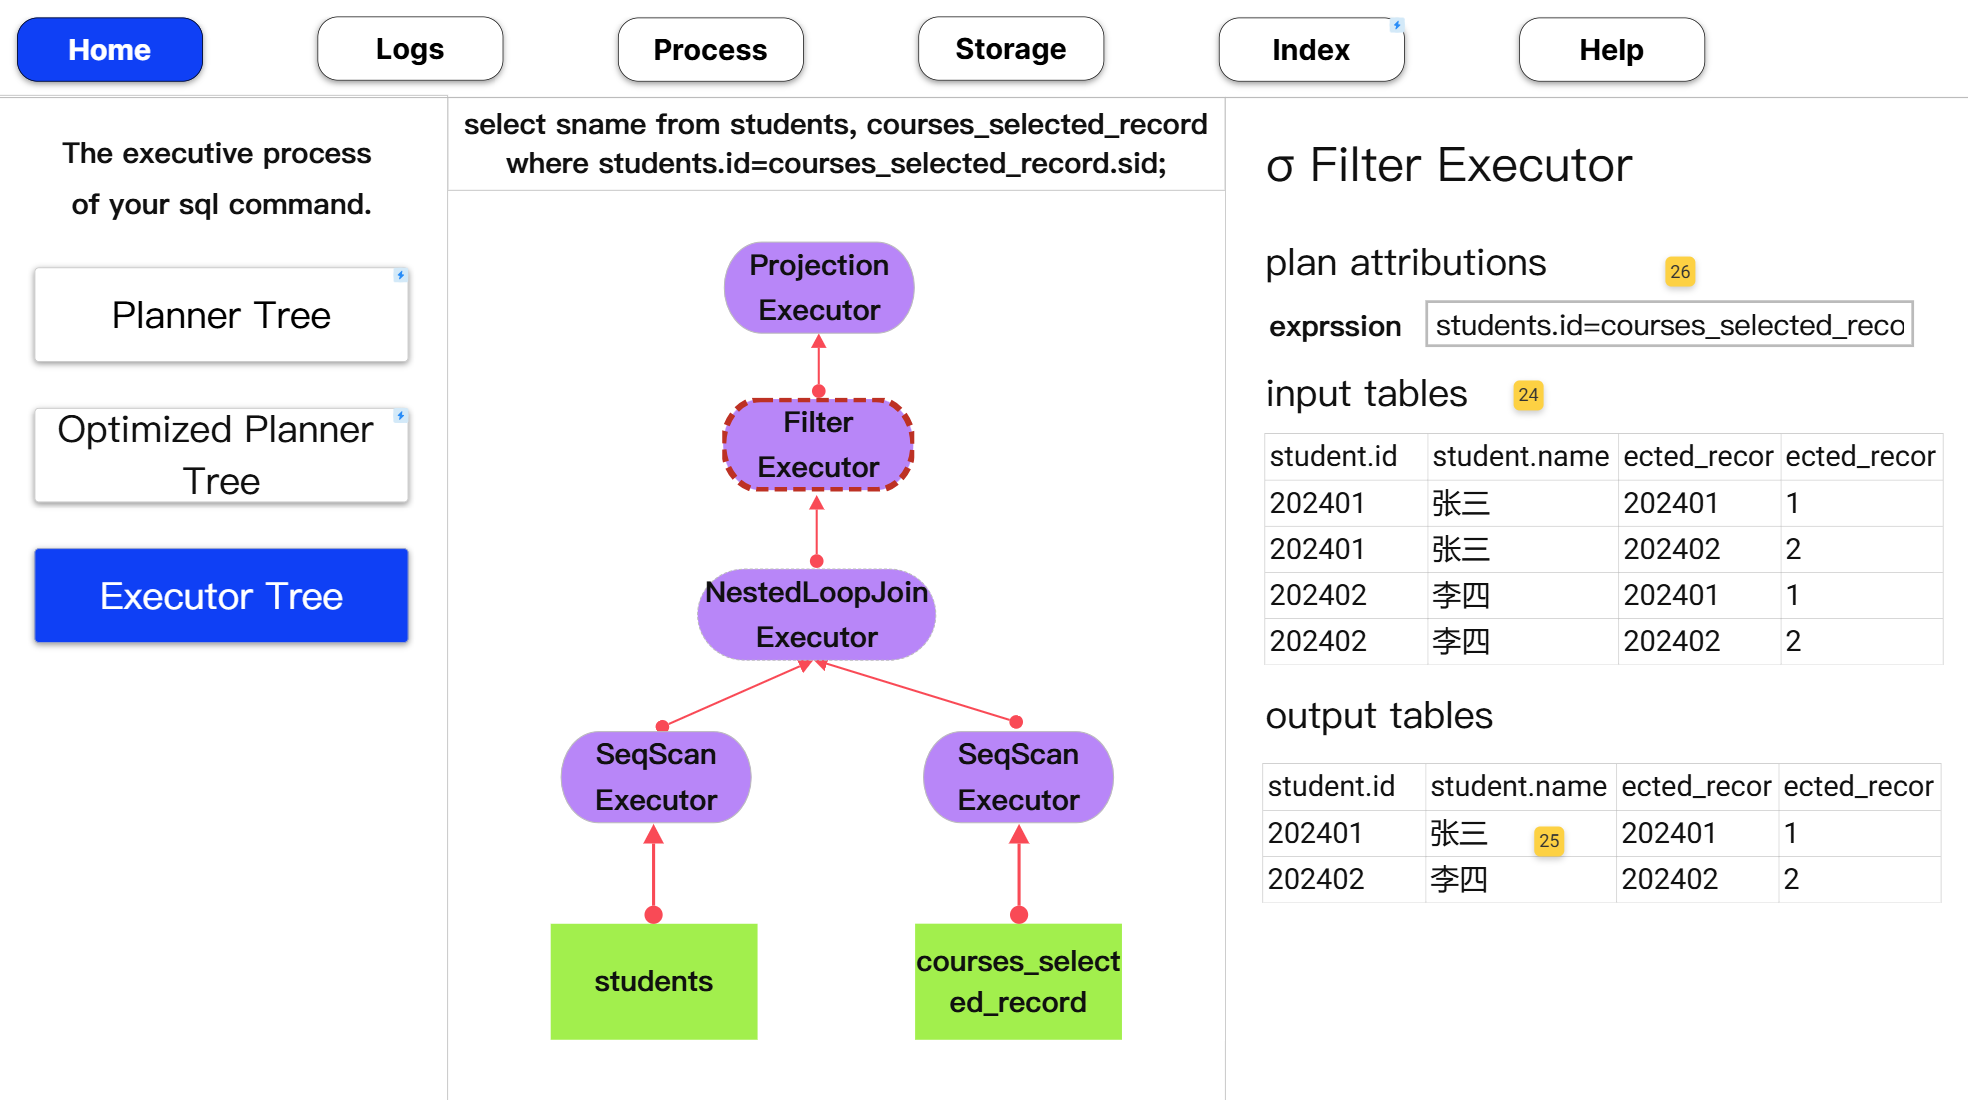 Home
Logs
Process
Storage
Index
Help
The executive process
of your sql command.
Planner Tree
Optimized Planner
Tree
Executor Tree
select sname from students, courses_selected_record
where students.id=courses_selected_record.sid;
Projection
Executor
Filter
Executor
NestedLoopJoin
Executor
SeqScan
Executor
SeqScan
Executor
students
courses_select
ed_record
σ Filter Executor
plan attributions
26
exprssion
students.id=courses_selected_reco
input tables
24
student.id student.name ected_recor ected_recor
202401 张三 202401 1
202401 张三 202402 2
202402 李四 202401 1
202402 李四 202402 2
output tables
student.id student.name ected_recor ected_recor
202401 张三 202401 1
25
202402 李四 202402 2